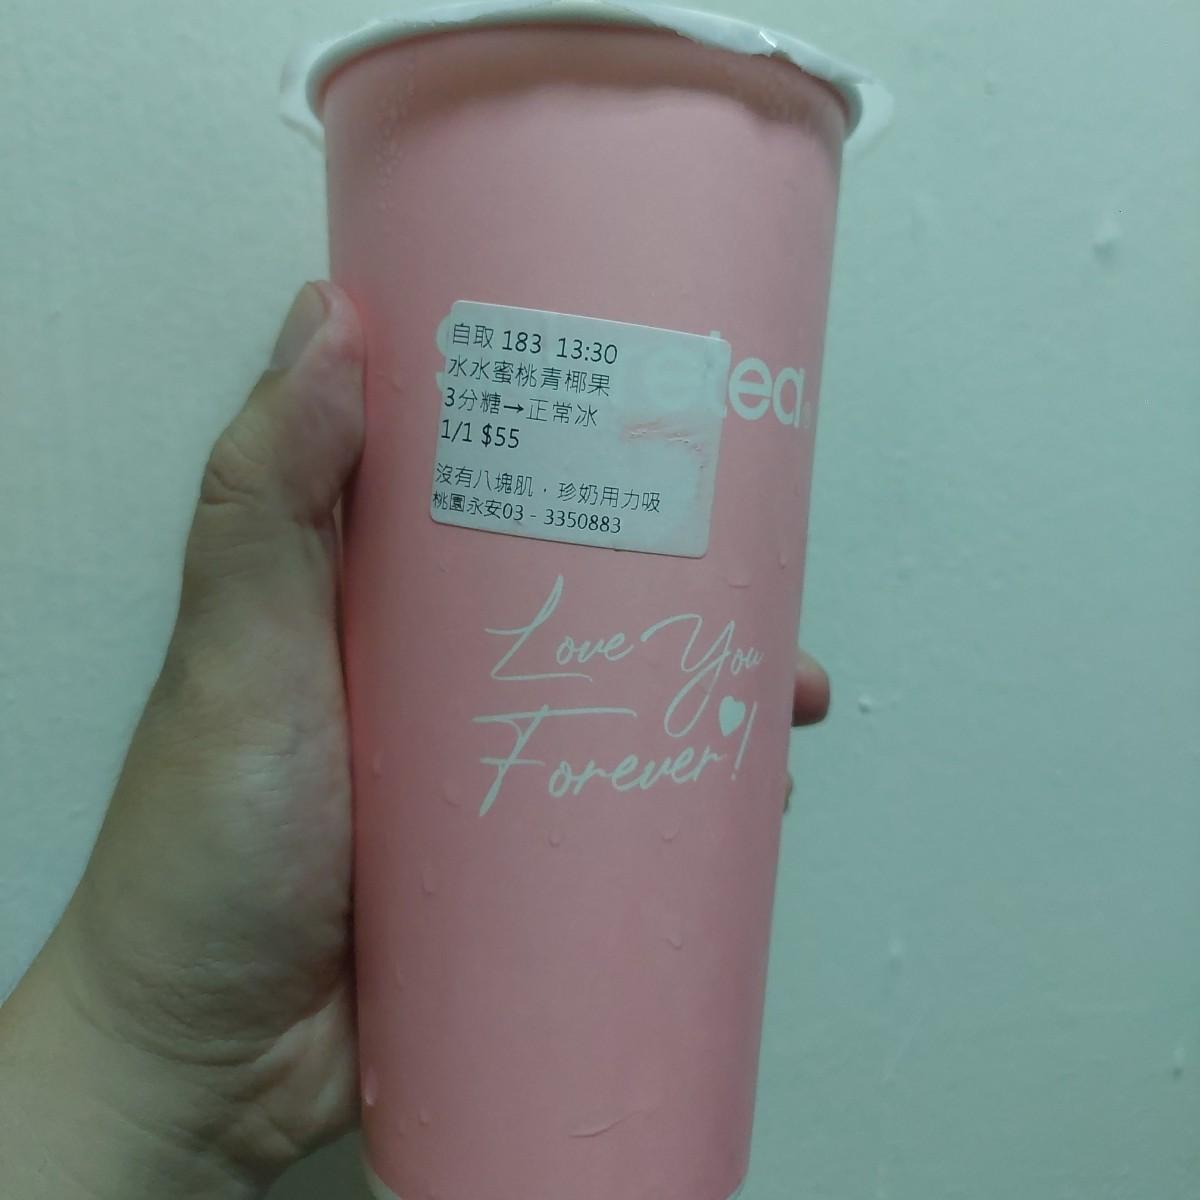 自取 183 13:30
水水蜜桃青椰果
3分糖→正常冰
1/1 $55
沒有八塊肌，珍奶用力吸
桃園永安03 - 3350883
tea
Love You
Forever!